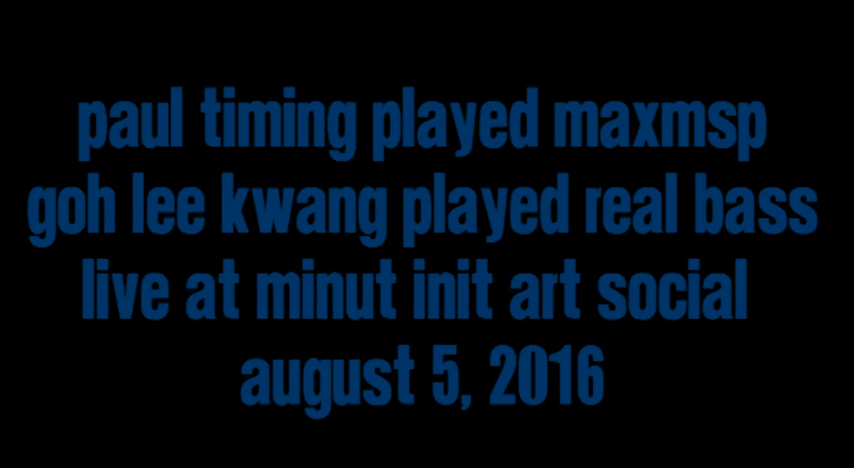 paul timing played maxmsp
goh lee kwang played real bass
live at minut init art social
august 5, 2016